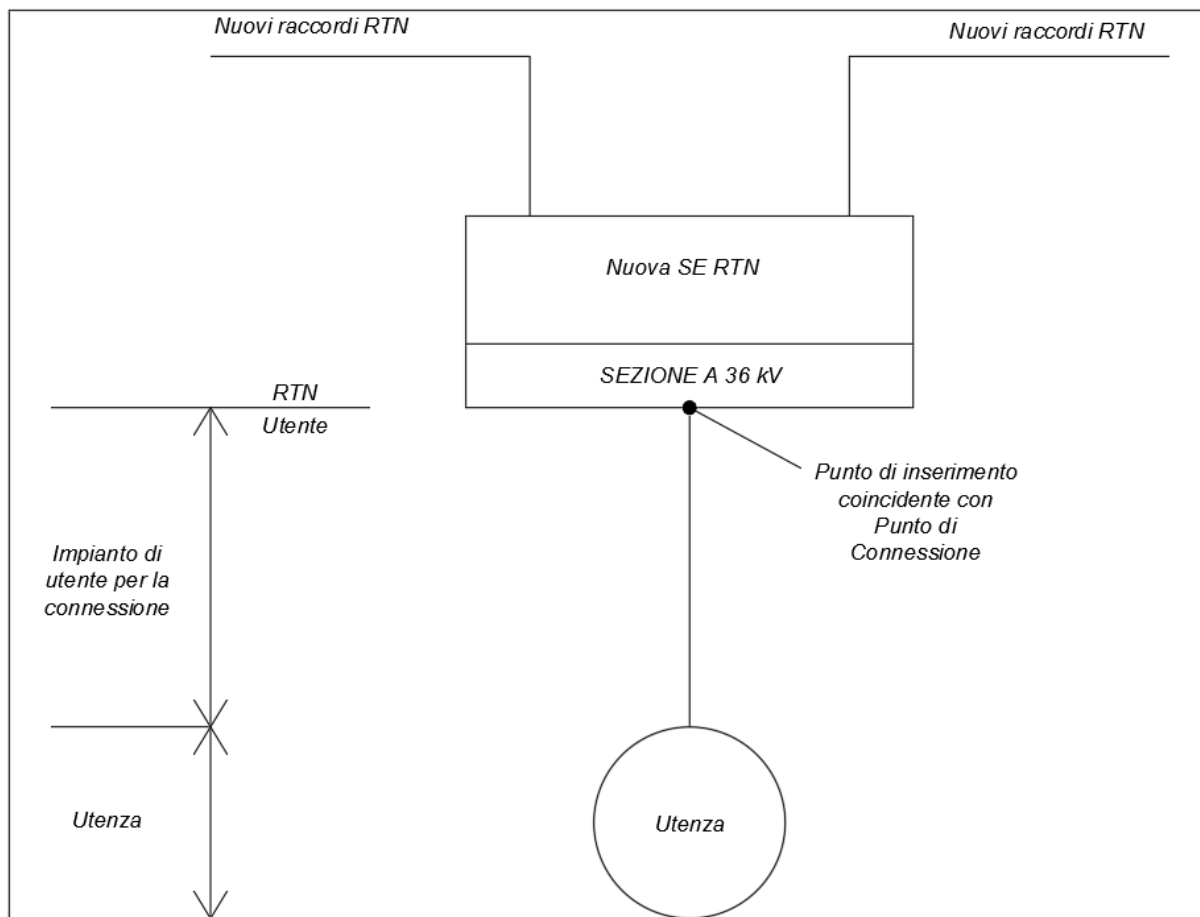 Nuovi raccordi RTN
Nuovi raccordi RTN
Nuova SE RTN
SEZIONE A 36 kV
RTN
Utente
Punto di inserimento
coincidente con
Punto di
Connessione
Impianto di
utente per la
connessione
Utenza
Utenza